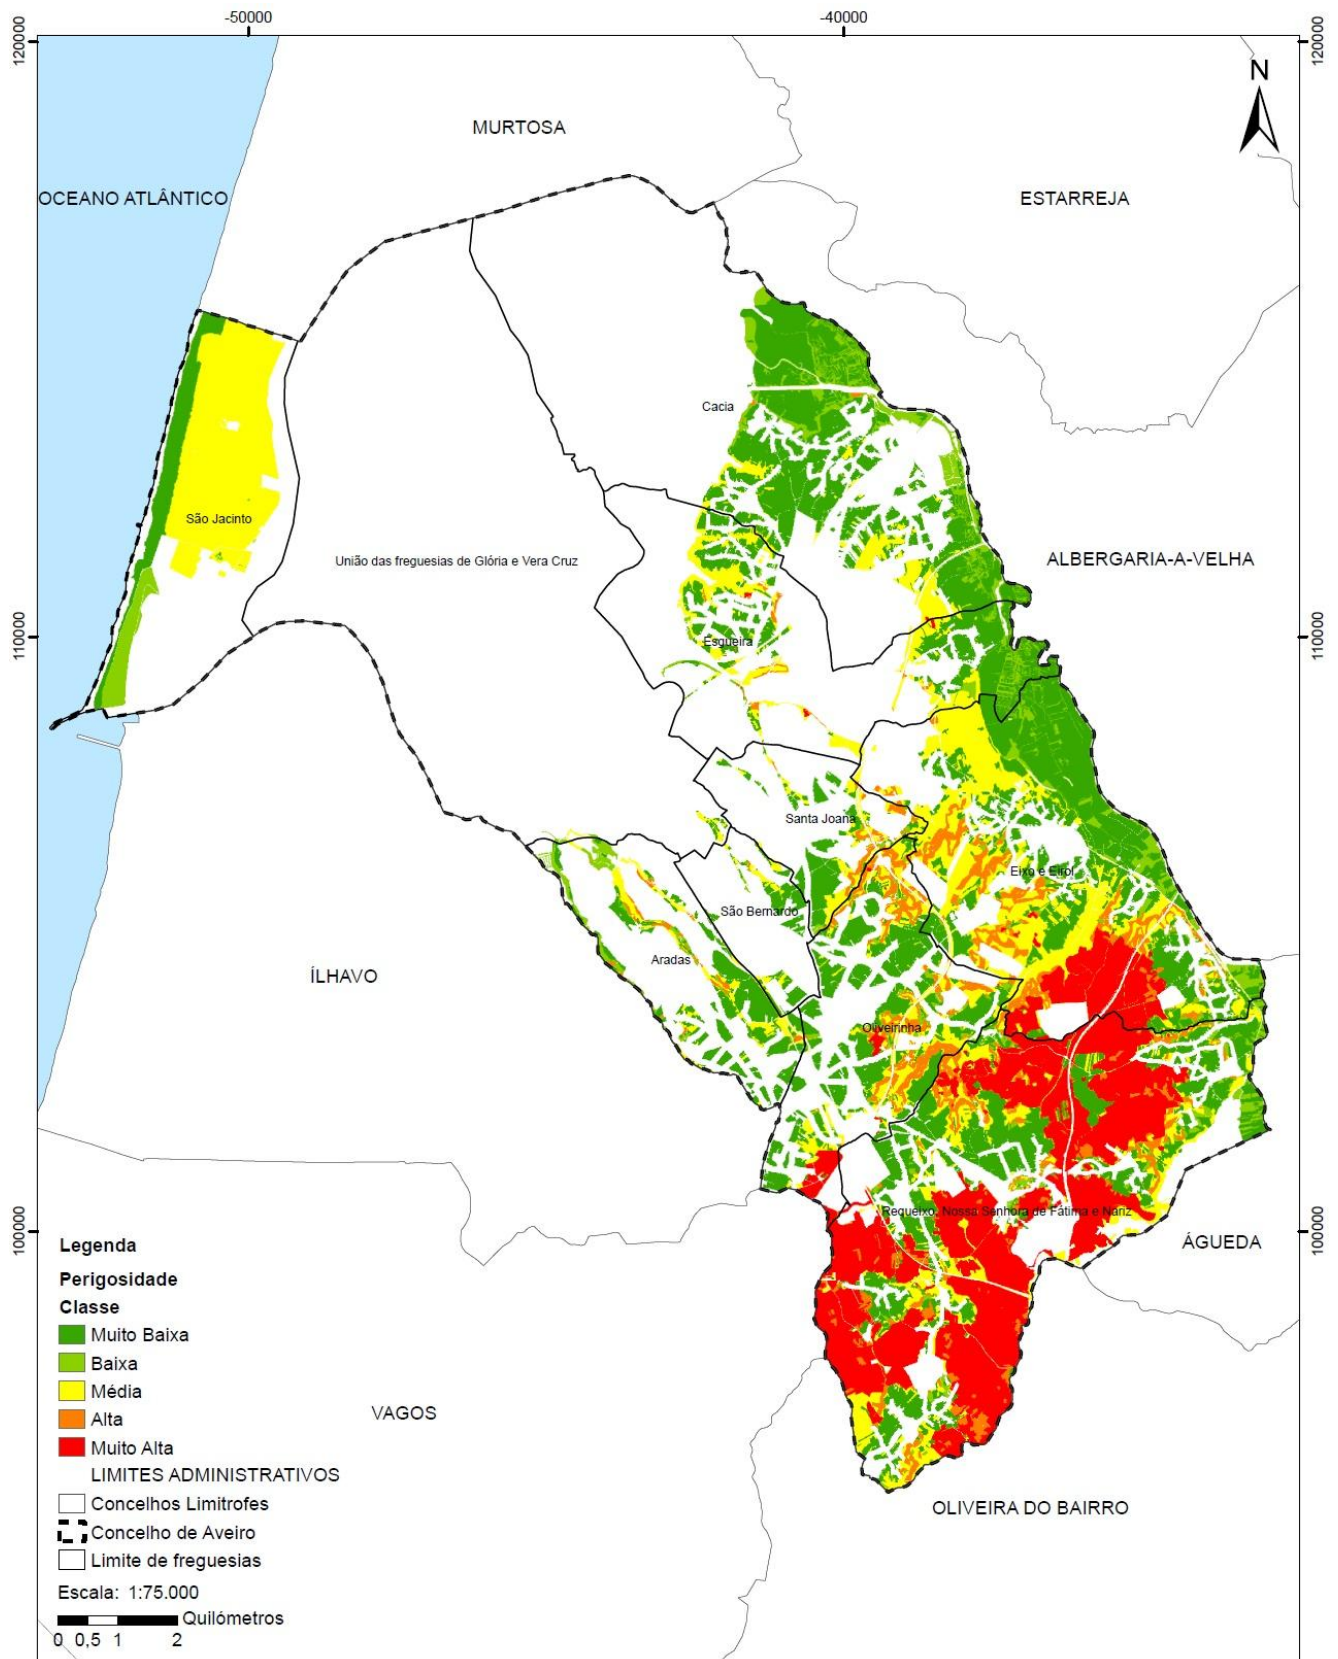 -50000
-40000
120000
120000
N
MURTOSA
OCEANO ATLÂNTICO
ESTARREJA
Cacia
São Jacinto
União das freguesias de Glória e Vera Cruz
ALBERGARIA-A-VELHA
110000
110000
Esgueira
Santa Joana
Eixo e Eirol
São Bernardo
Aradas
ÍLHAVO
Oliveirinha
Requeixo, Nossa Senhora de Fátima e Nariz
100000
100000
ÁGUEDA
VAGOS
OLIVEIRA DO BAIRRO
Legenda
Perigosidade
Classe
Muito Baixa
Baixa
Média
Alta
Muito Alta
LIMITES ADMINISTRATIVOS
Concelhos Limitrofes
Concelho de Aveiro
Limite de freguesias
Escala: 1:75.000
Quilómetros
0 0,5 1 2